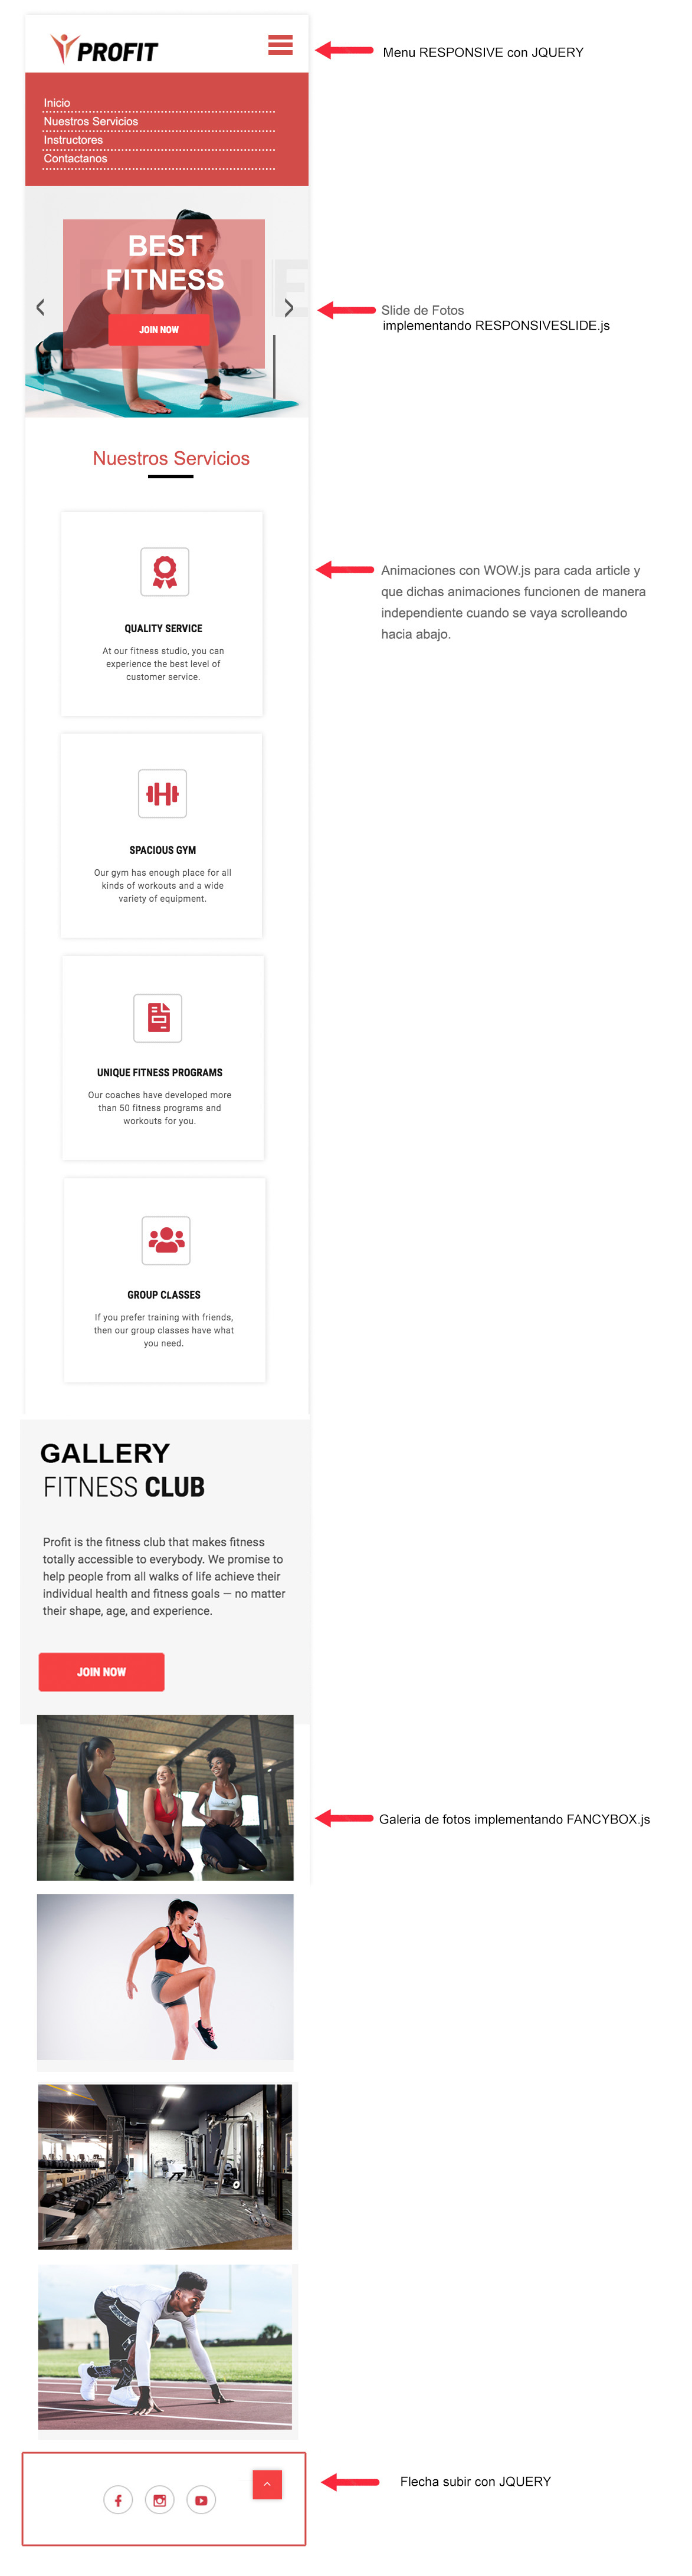 PROFIT
Menu RESPONSIVE con JQUERY
Inicio
Nuestros Servicios
Instructores
Contactanos
BEST
FITNESS
JOIN NOW
Slide de Fotos
implementando RESPONSIVESLIDE.js
Nuestros Servicios
QUALITY SERVICE
At our fitness studio, you can
experience the best level of
customer service.
Animaciones con WOW.js para cada article y
que dichas animaciones funcionen de manera
independiente cuando se vaya scrolleando
hacia abajo.
SPACIOUS GYM
Our gym has enough place for all
kinds of workouts and a wide
variety of equipment.
UNIQUE FITNESS PROGRAMS
Our coaches have developed more
than 50 fitness programs and
workouts for you.
GROUP CLASSES
If you prefer training with friends,
then our group classes have what
you need.
GALLERY
FITNESS CLUB
Profit is the fitness club that makes fitness
totally accessible to everybody. We promise to
help people from all walks of life achieve their
individual health and fitness goals — no matter
their shape, age, and experience.
JOIN NOW
Galeria de fotos implementando FANCYBOX.js
Flecha subir con JQUERY